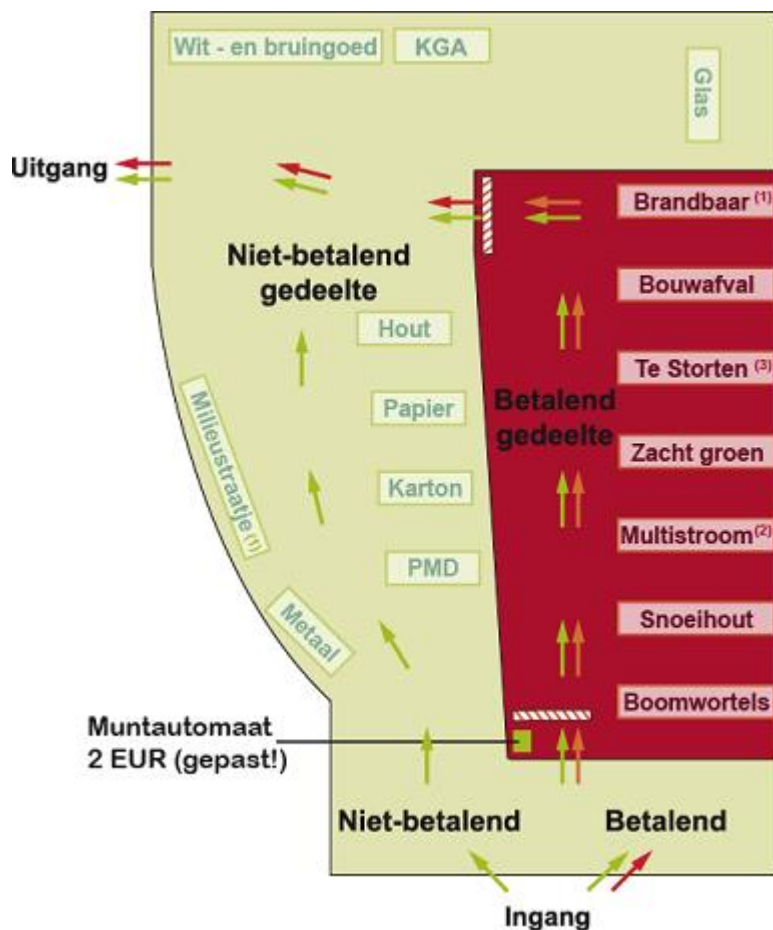 Wit - en bruingoed
KGA
Glas
Uitgang
Brandbaar (1)
Niet-betalend
gedeelte
Bouwafval
Hout
Te Storten (3)
Papier
Betalend
gedeelte
Milieustraatje (1)
Zacht groen
Karton
Multistroom (2)
PMD
Metaal
Snoeihout
Boomwortels
Muntautomaat
2 EUR (gepast!)
Niet-betalend
Betalend
Ingang